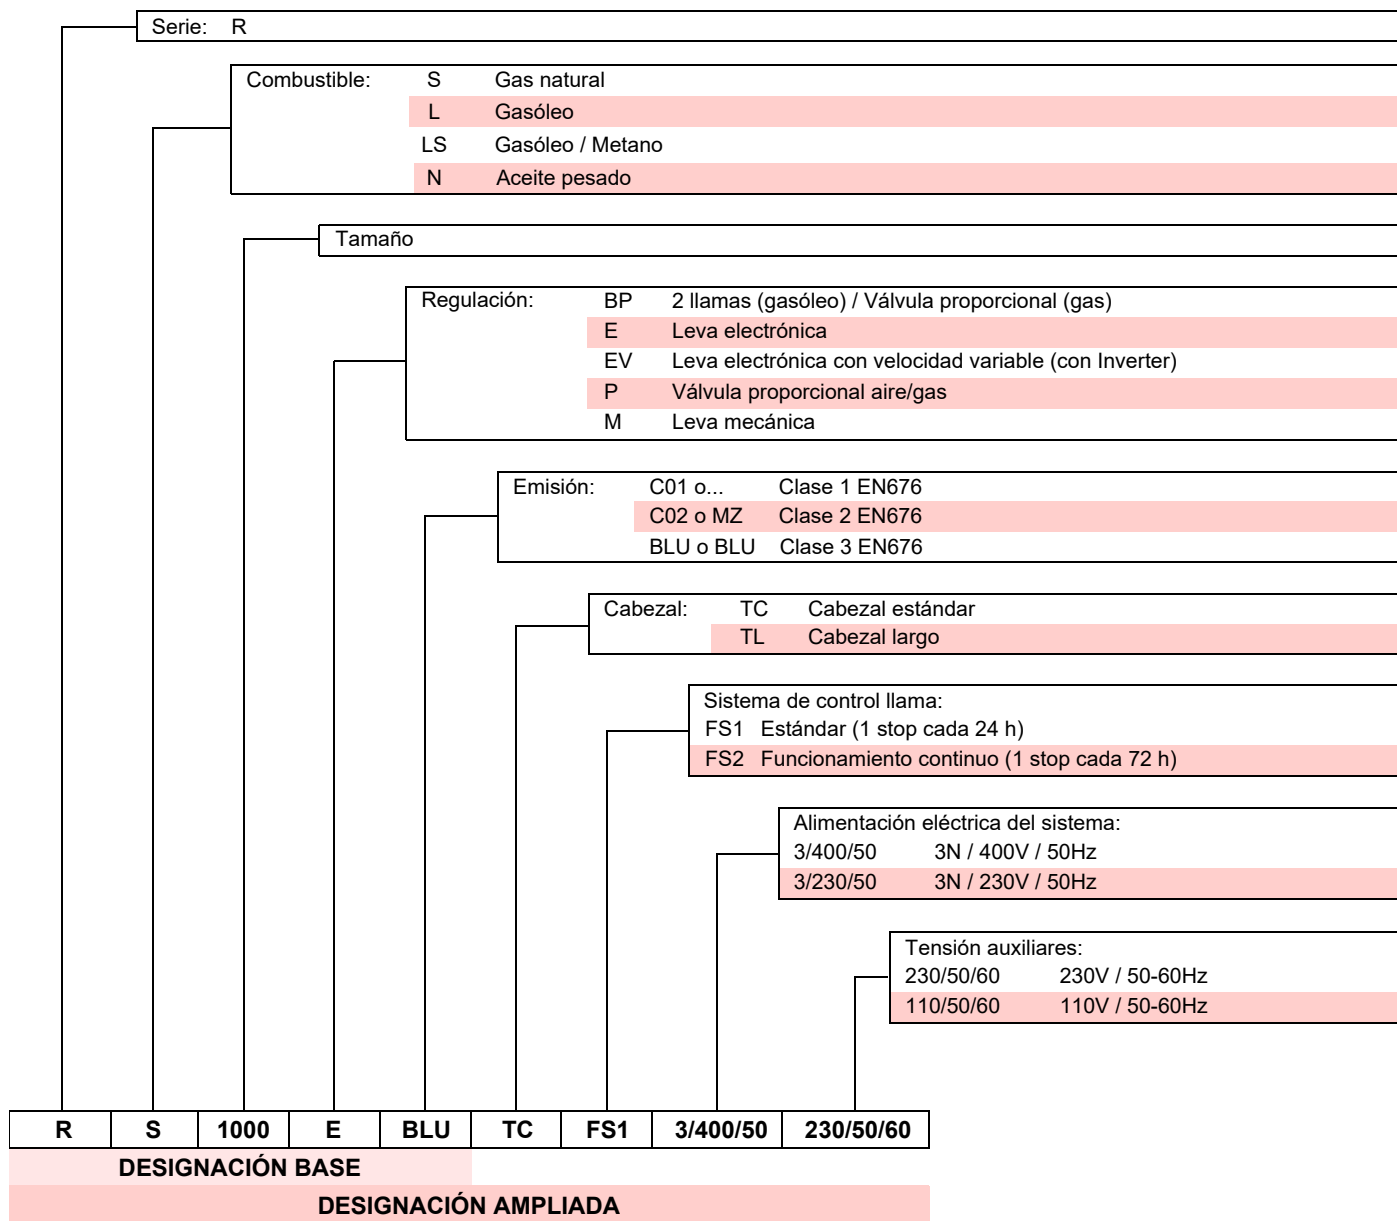 Serie: R
Combustible: S Gas natural
L Gasóleo
LS Gasóleo / Metano
N Aceite pesado
Tamaño
Regulación: BP 2 llamas (gasóleo) / Válvula proporcional (gas)
E Leva electrónica
EV Leva electrónica con velocidad variable (con Inverter)
P Válvula proporcional aire/gas
M Leva mecánica
Emisión: C01 o... Clase 1 EN676
C02 o MZ Clase 2 EN676
BLU o BLU Clase 3 EN676
Cabezal: TC Cabezal estándar
TL Cabezal largo
Sistema de control llama:
FS1 Estándar (1 stop cada 24 h)
FS2 Funcionamiento continuo (1 stop cada 72 h)
Alimentación eléctrica del sistema:
3/400/50 3N / 400V / 50Hz
3/230/50 3N / 230V / 50Hz
Tensión auxiliares:
230/50/60 230V / 50-60Hz
110/50/60 110V / 50-60Hz
R S 1000 E BLU TC FS1 3/400/50 230/50/60
DESIGNACIÓN BASE
DESIGNACIÓN AMPLIADA